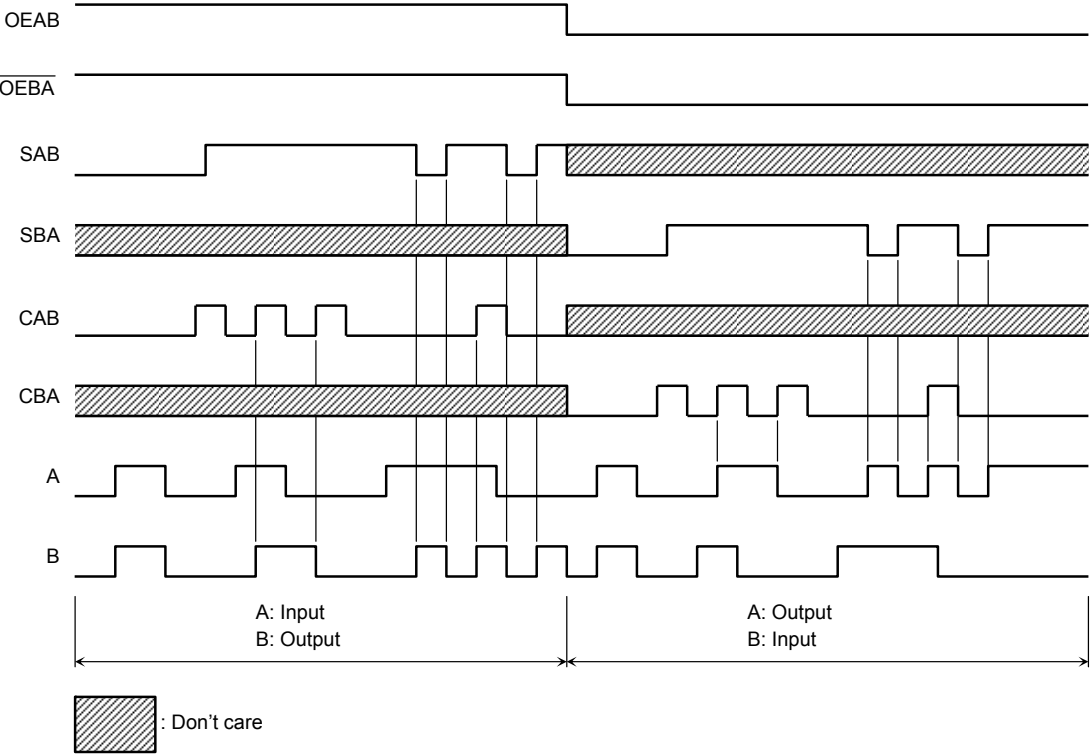 OEAB
OEBA
SAB
SBA
CAB
CBA
A
B
A: Input
B: Output
A: Output
B: Input
: Don't care